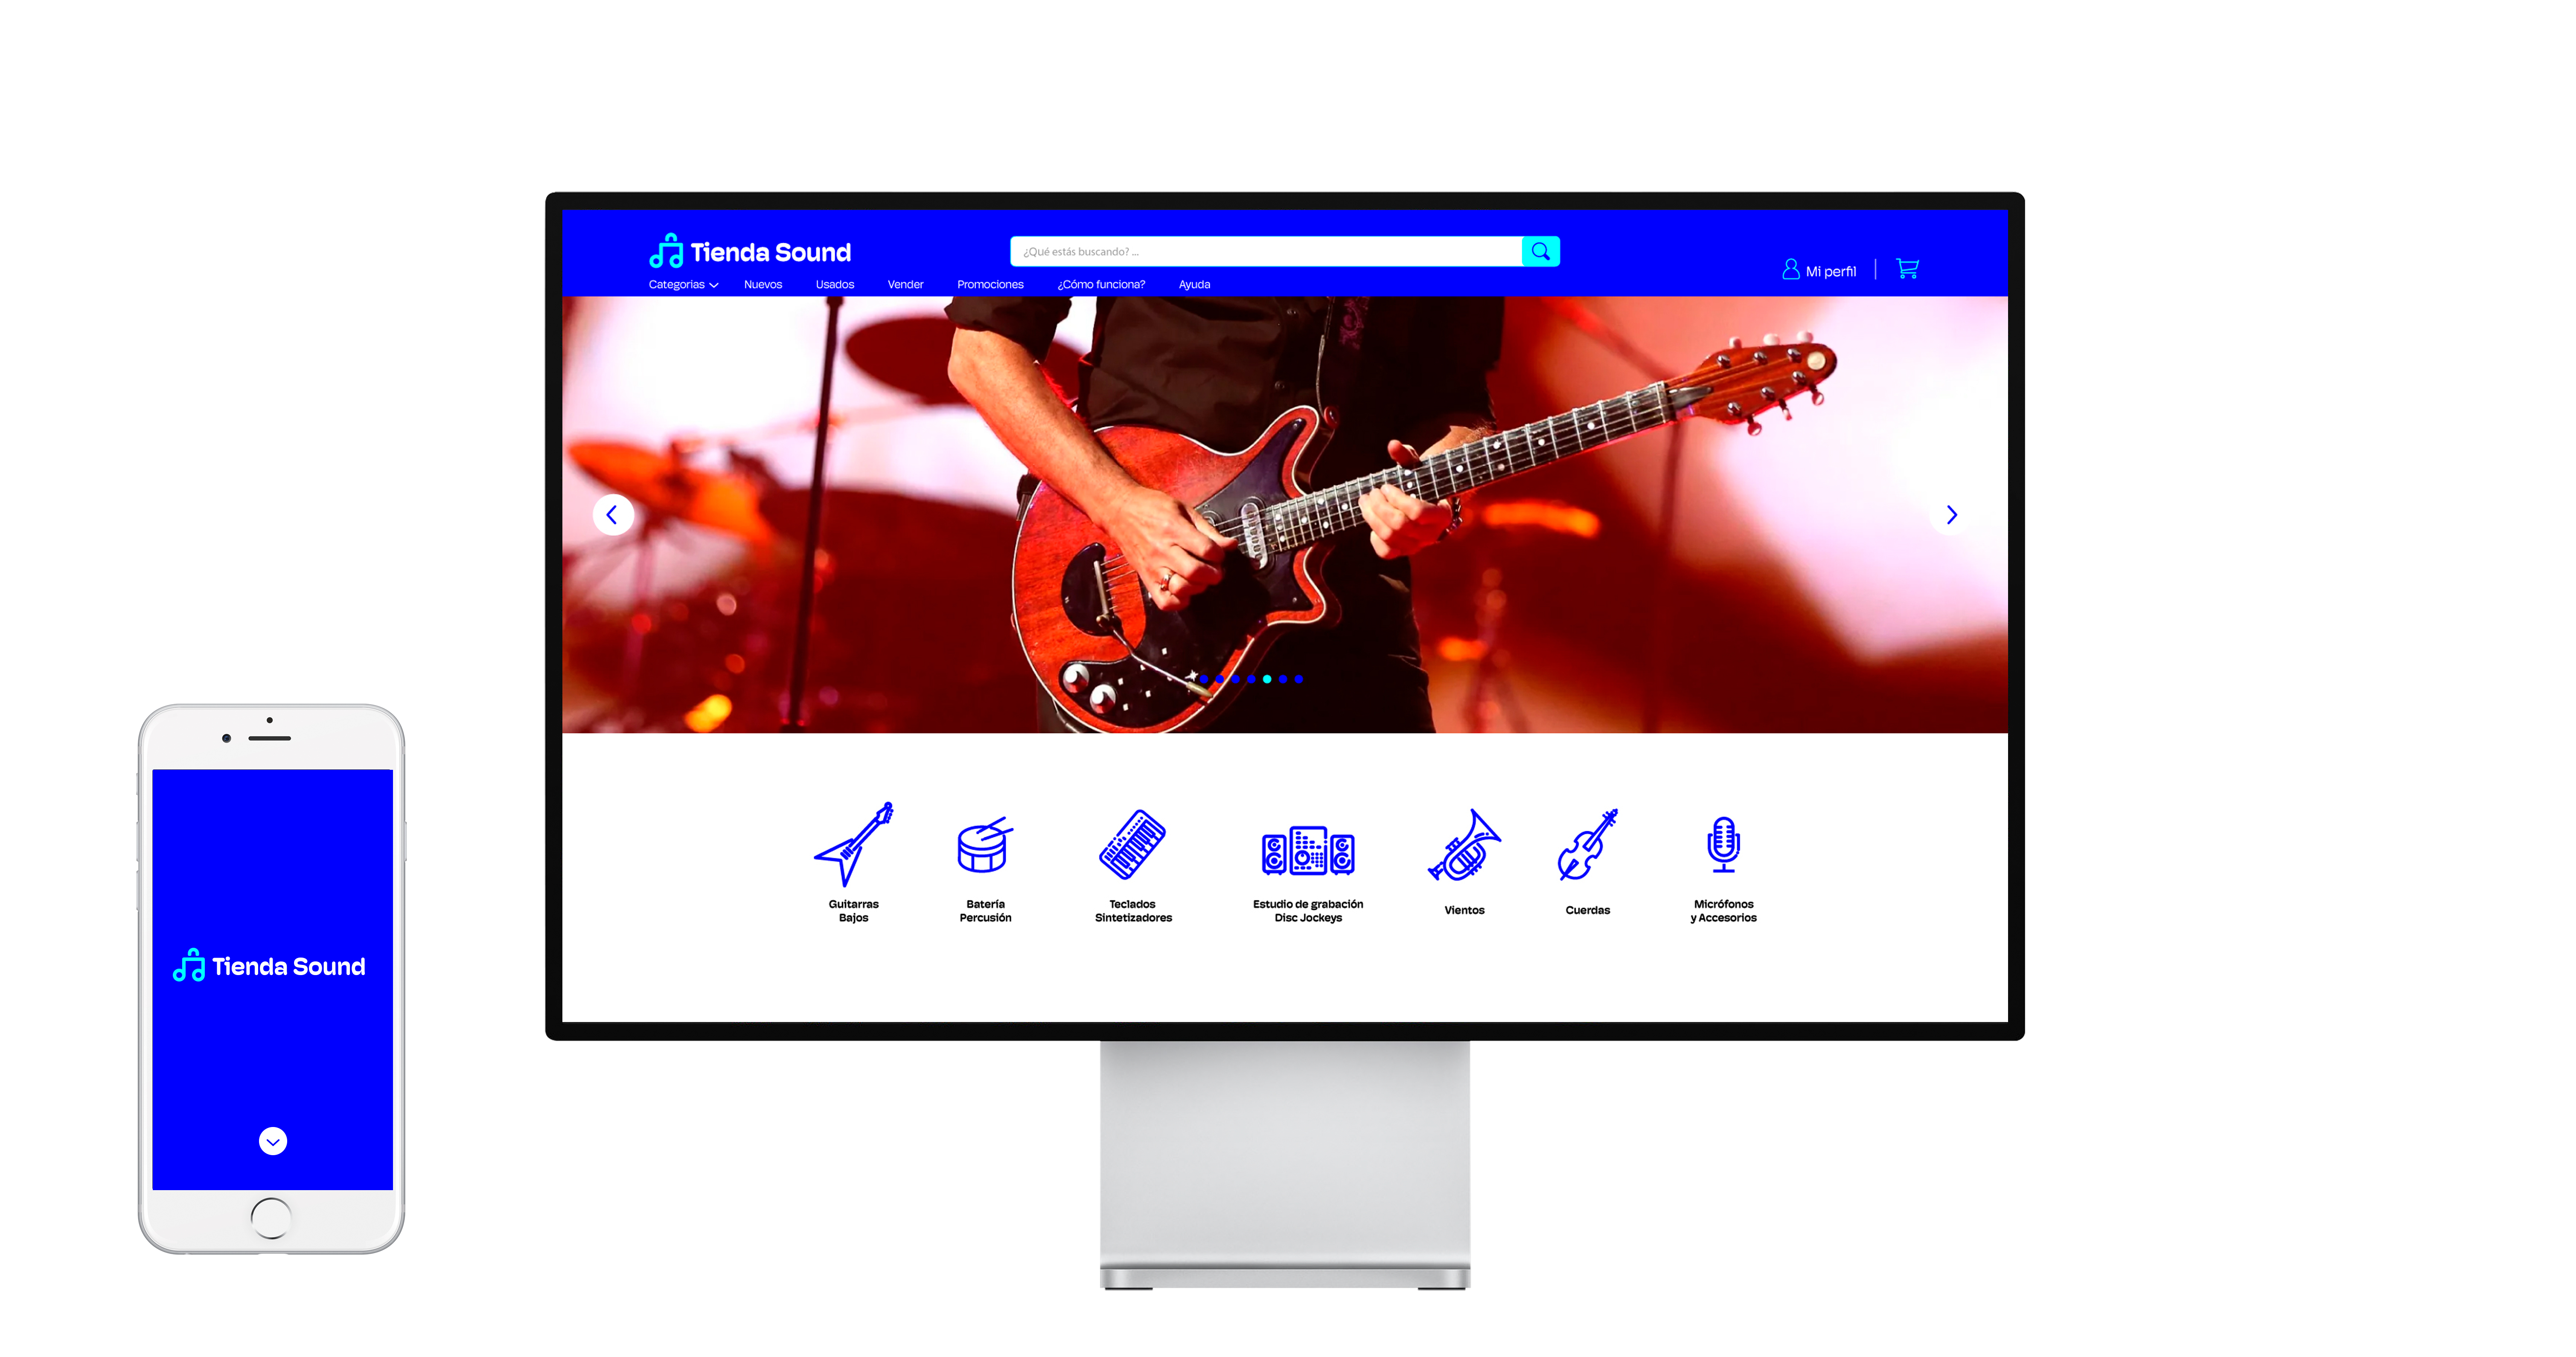 Tienda Sound
¿Qué estás buscando? ...
Mi perfil
Categorias
Nuevos
Usados
Vender
Promociones
¿Cómo funciona?
Ayuda
Guitarras
Bajos
Batería
Percusión
Teclados
Sintetizadores
Estudio de grabación
Disc Jockeys
Vientos
Cuerdas
Micrófonos
y Accesorios
Tienda Sound